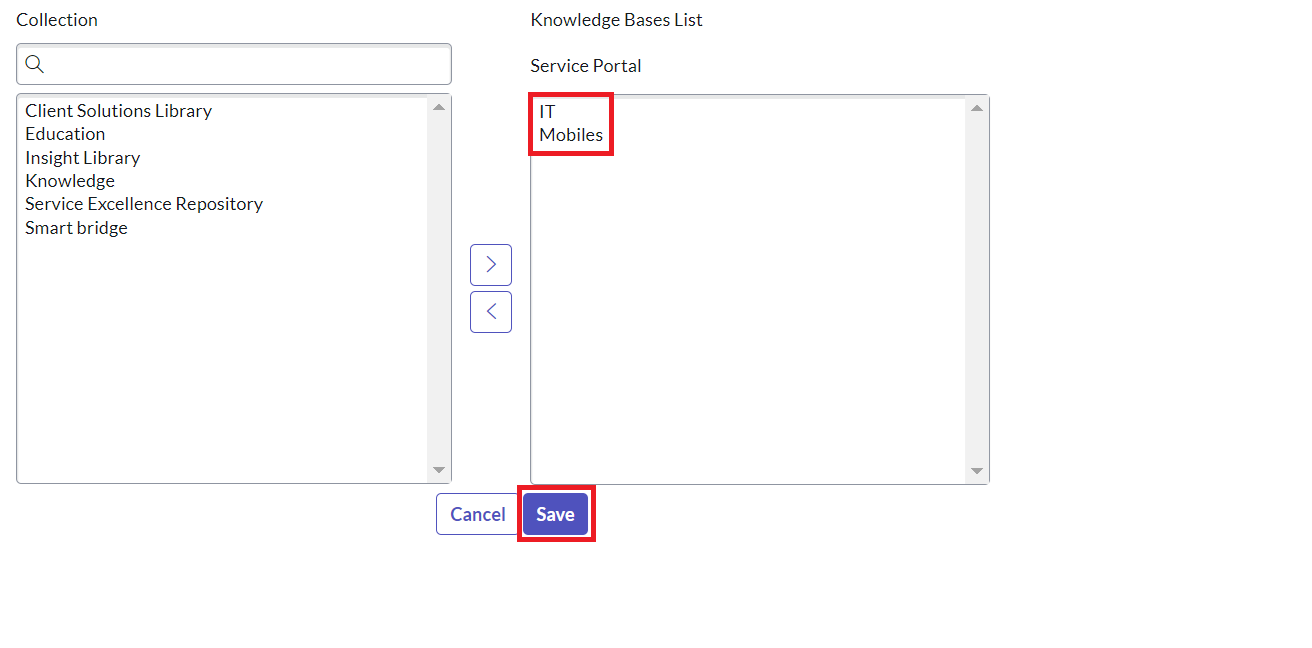 Collection
Knowledge Bases List
Service Portal
Client Solutions Library
Education
Insight Library
Knowledge
Service Excellence Repository
Smart bridge
IT
Mobiles
Cancel
Save